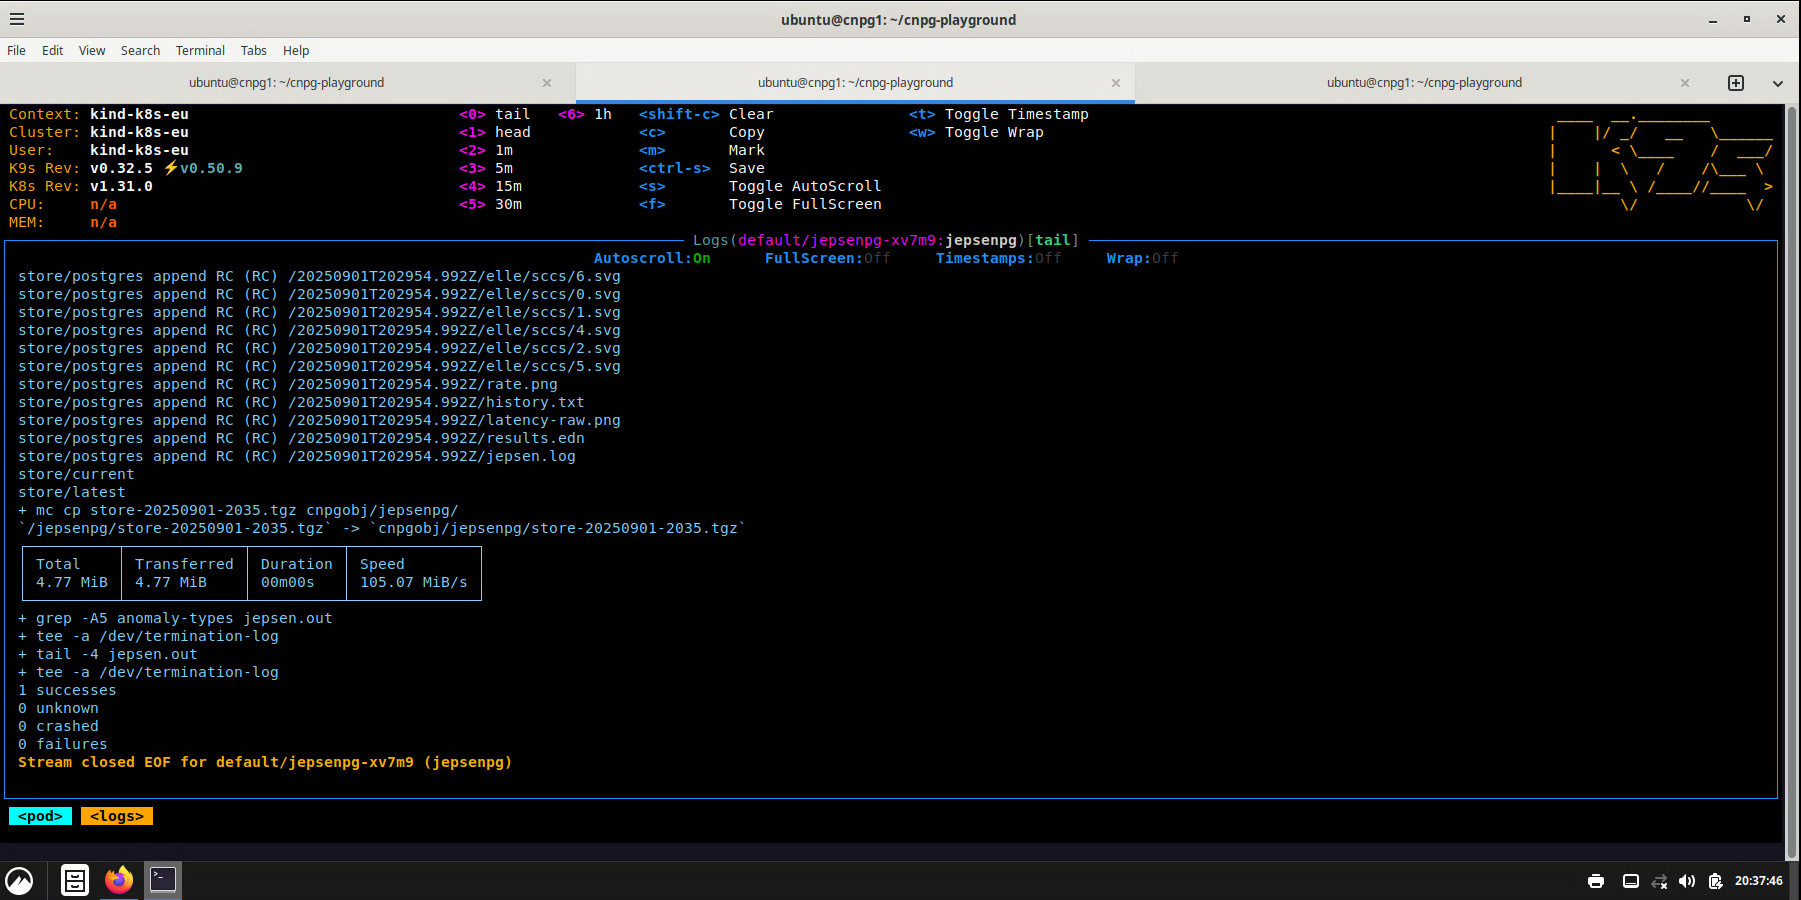 ubuntu@cnpg1: ~/cnpg-playground
File Edit View Search Terminal Tabs Help
ubuntu@cnpg1: ~/cnpg-playground ubuntu@cnpg1: ~/cnpg-playground ubuntu@cnpg1: ~/cnpg-playground
Context: kind-k8s-eu <0> tail <6> 1h <shift-c> Clear <t> Toggle Timestamp
Cluster: kind-k8s-eu <1> head <c> Copy <w> Toggle Wrap
User: kind-k8s-eu <2> 1m <m> Mark
K9s Rev: v0.32.5 ⚡v0.50.9 <3> 5m <ctrl-s> Save
K8s Rev: v1.31.0 <4> 15m <s> Toggle AutoScroll
CPU: n/a <5> 30m <f> Toggle FullScreen
MEM: n/a
Logs(default/jepsenpg-xv7m9:jepsenpg)[tail]
Autoscroll:On FullScreen:Off Timestamps:Off Wrap:Off
store/postgres append RC (RC) /20250901T202954.992Z/elle/sccs/6.svg
store/postgres append RC (RC) /20250901T202954.992Z/elle/sccs/0.svg
store/postgres append RC (RC) /20250901T202954.992Z/elle/sccs/1.svg
store/postgres append RC (RC) /20250901T202954.992Z/elle/sccs/4.svg
store/postgres append RC (RC) /20250901T202954.992Z/elle/sccs/2.svg
store/postgres append RC (RC) /20250901T202954.992Z/elle/sccs/5.svg
store/postgres append RC (RC) /20250901T202954.992Z/rate.png
store/postgres append RC (RC) /20250901T202954.992Z/history.txt
store/postgres append RC (RC) /20250901T202954.992Z/latency-raw.png
store/postgres append RC (RC) /20250901T202954.992Z/results.edn
store/postgres append RC (RC) /20250901T202954.992Z/jepsen.log
store/current
store/latest
+ mc cp store-20250901-2035.tgz cnpgobj/jepsenpg/
`/jepsenpg/store-20250901-2035.tgz` -> `cnpgobj/jepsenpg/store-20250901-2035.tgz`
Total Transferred Duration Speed
4.77 MiB 4.77 MiB 00m00s 105.07 MiB/s
+ grep -A5 anomaly-types jepsen.out
+ tee -a /dev/termination-log
+ tail -4 jepsen.out
+ tee -a /dev/termination-log
1 successes
0 unknown
0 crashed
0 failures
Stream closed EOF for default/jepsenpg-xv7m9 (jepsenpg)
<pod> <logs>
20:37:46